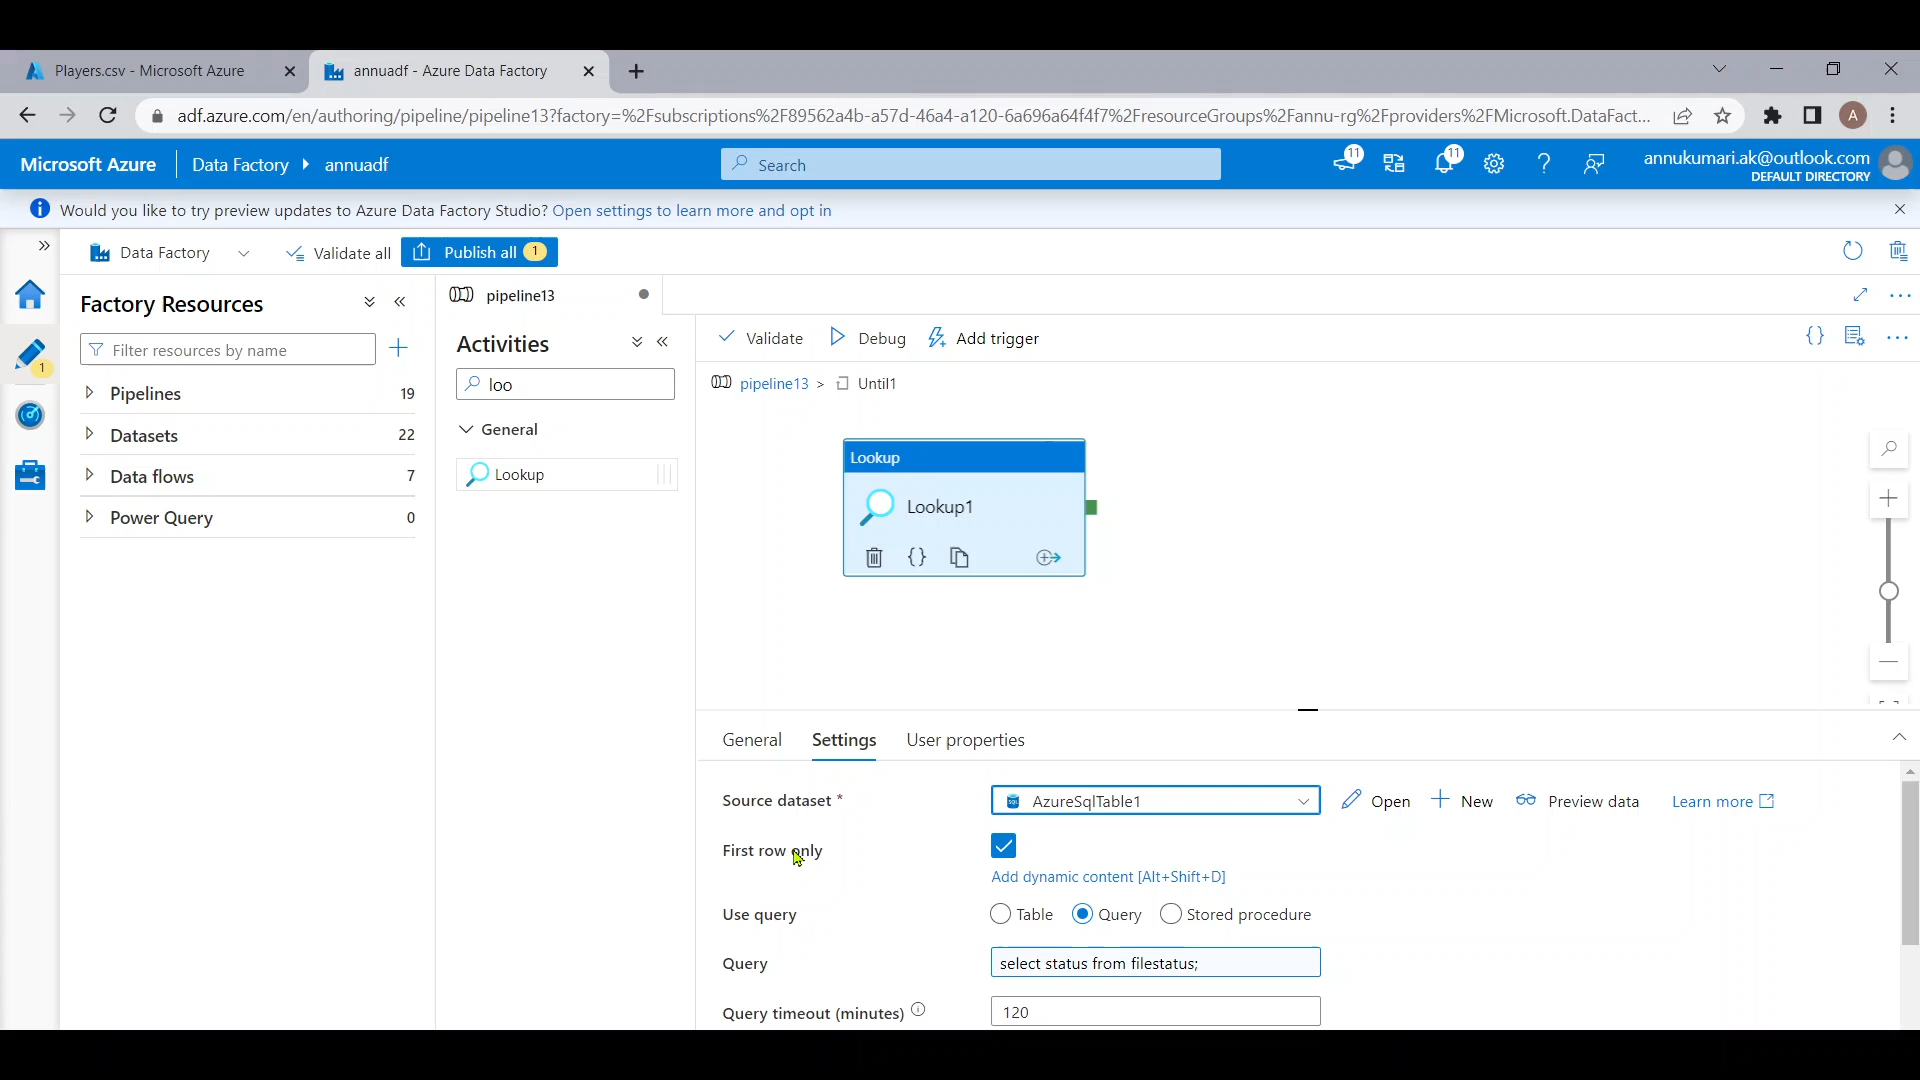 Players.csv - Microsoft Azure
annuadf - Azure Data Factory
adf.azure.com/en/authoring/pipeline/pipeline13?factory=%2Fsubscriptions%2F89562a4b-a57d-46a4-a120-6a696a64f4f7%2FresourceGroups%2Fannu-rg%2Fproviders%2FMicrosoft.DataFact...
A
Microsoft Azure
Data Factory
annuadf
Search
11
11
annukumari.ak@outlook.com
DEFAULT DIRECTORY
Would you like to try preview updates to Azure Data Factory Studio? Open settings to learn more and opt in
Data Factory
Validate all
Publish all 1
Factory Resources
pipeline13
Filter resources by name
1
Pipelines 19
Datasets 22
Data flows 7
Power Query 0
Activities
loo
General
Lookup
Validate
Debug
Add trigger
pipeline13 > Until1
Lookup
Lookup1
General
Settings
User properties
Source dataset *
SQL
AzureSqlTable1
Open
New
Preview data
Learn more
First row only
Add dynamic content [Alt+Shift+D]
Use query
Table
Query
Stored procedure
Query
select status from filestatus;
Query timeout (minutes)
120